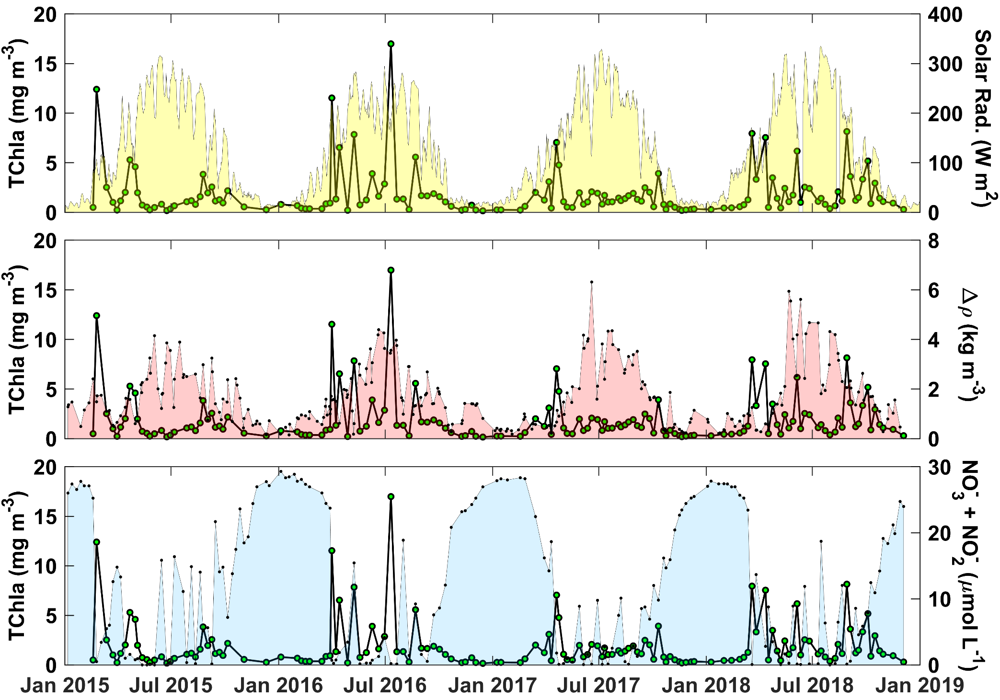 20 400
15 300
10 200
5 100
0 0
TChla (mg m-3)
Solar Rad. (W m2)
20 8
15 6
10 4
5 2
0 0
TChla (mg m-3)
Δρ (kg m-3)
20 30
15 20
10 10
5
0 0
TChla (mg m-3)
NO3- + NO2- (μmol L-1)
Jan 2015 Jul 2015 Jan 2016 Jul 2016 Jan 2017 Jul 2017 Jan 2018 Jul 2018 Jan 2019